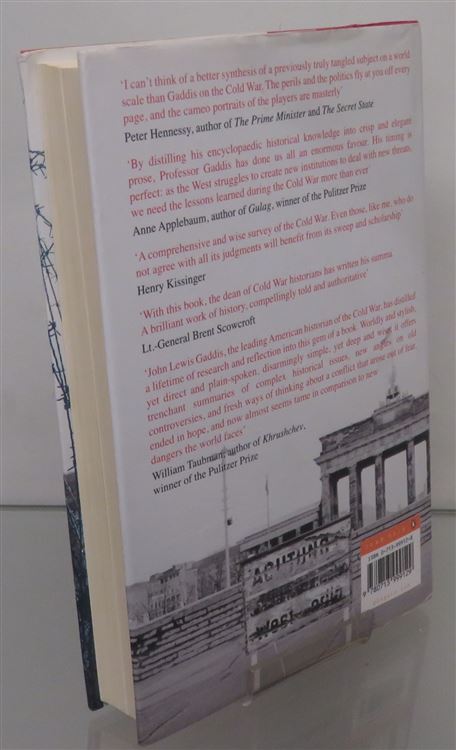 'I can't think of a better synthesis of a previously truly tangled subject on a world
scale than Gaddis on the Cold War. The perils and the politics fly at you off every
page, and the cameo portraits of the players are masterly'
Peter Hennessy, author of The Prime Minister and The Secret State
'By distilling his encyclopaedic historical knowledge into crisp and elegant
prose, Professor Gaddis has done us all an enormous favour. His timing is
perfect: as the West struggles to create new institutions to deal with new threats,
we need the lessons learned during the Cold War more than ever'
Anne Applebaum, author of Gulag, winner of the Pulitzer Prize
'A comprehensive and wise survey of the Cold War. Even those, like me, who do
not agree with all its judgments will benefit from its sweep and scholarship'
Henry Kissinger
'With this book, the dean of Cold War historians has written his summa.
A brilliant work of history, compellingly told and authoritative'
Lt.-General Brent Scowcroft
'John Lewis Gaddis, the leading American historian of the Cold War, has distilled
a lifetime of research and reflection into this gem of a book. Worldly and stylish,
yet direct and plain-spoken, disarmingly simple, yet deep and wise, it offers
trenchant summaries of complex historical issues, new angles on old
controversies, and fresh ways of thinking about a conflict that arose out of fear,
ended in hope, and now almost seems tame in comparison to new
dangers the world faces'
William Taubman, author of Khrushchev,
winner of the Pulitzer Prize
ACHTUNG
West
ISBN 0-713-99912-8
9 780713 999129